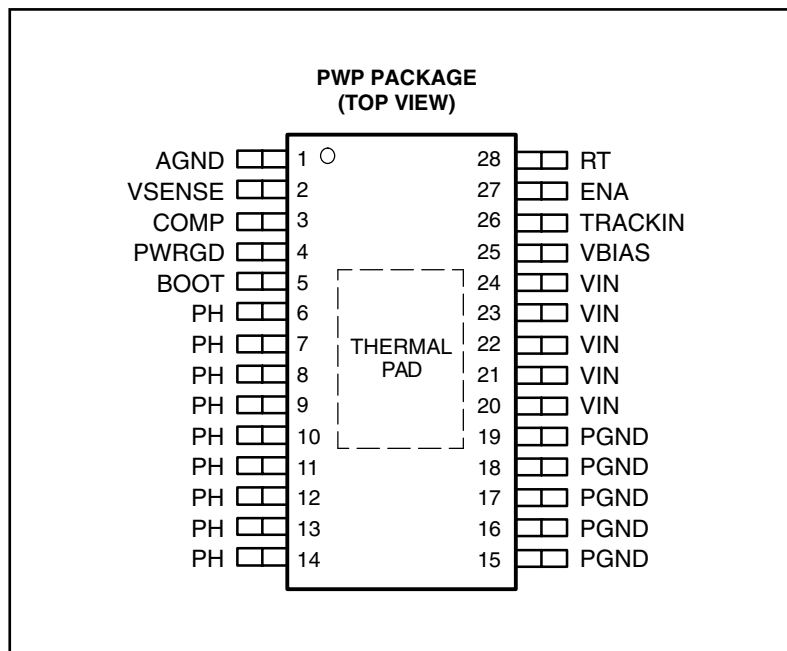 PWP PACKAGE
(TOP VIEW)
AGND 1 28 RT
VSENSE 2 27 ENA
COMP 3 26 TRACKIN
PWRGD 4 25 VBIAS
BOOT 5 24 VIN
PH 6 23 VIN
PH 7 22 VIN
PH 8 21 VIN
PH 9 20 VIN
PH 10 19 PGND
PH 11 18 PGND
PH 12 17 PGND
PH 13 16 PGND
PH 14 15 PGND
THERMAL
PAD